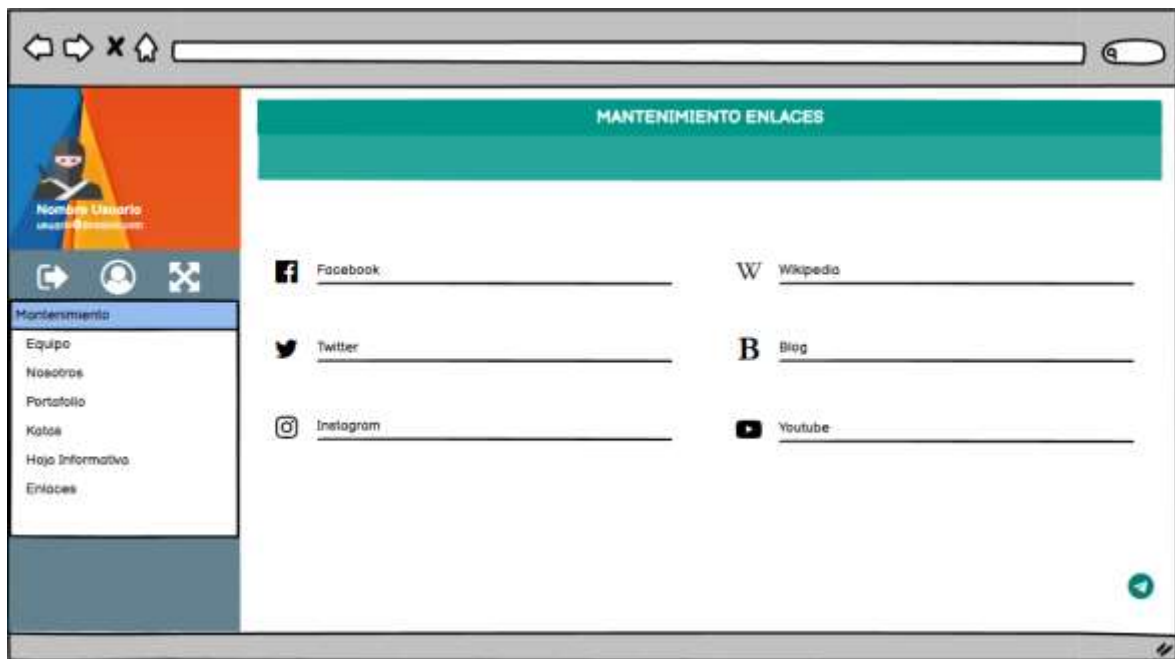 MANTENIMIENTO ENLACES
Nombre Usuario
Mantenimiento
Equipo
Nosotros
Portafolio
Katas
Hoja Informativa
Enlaces
Facebook
Twitter
Instagram
W Wikipedia
B Blog
Youtube